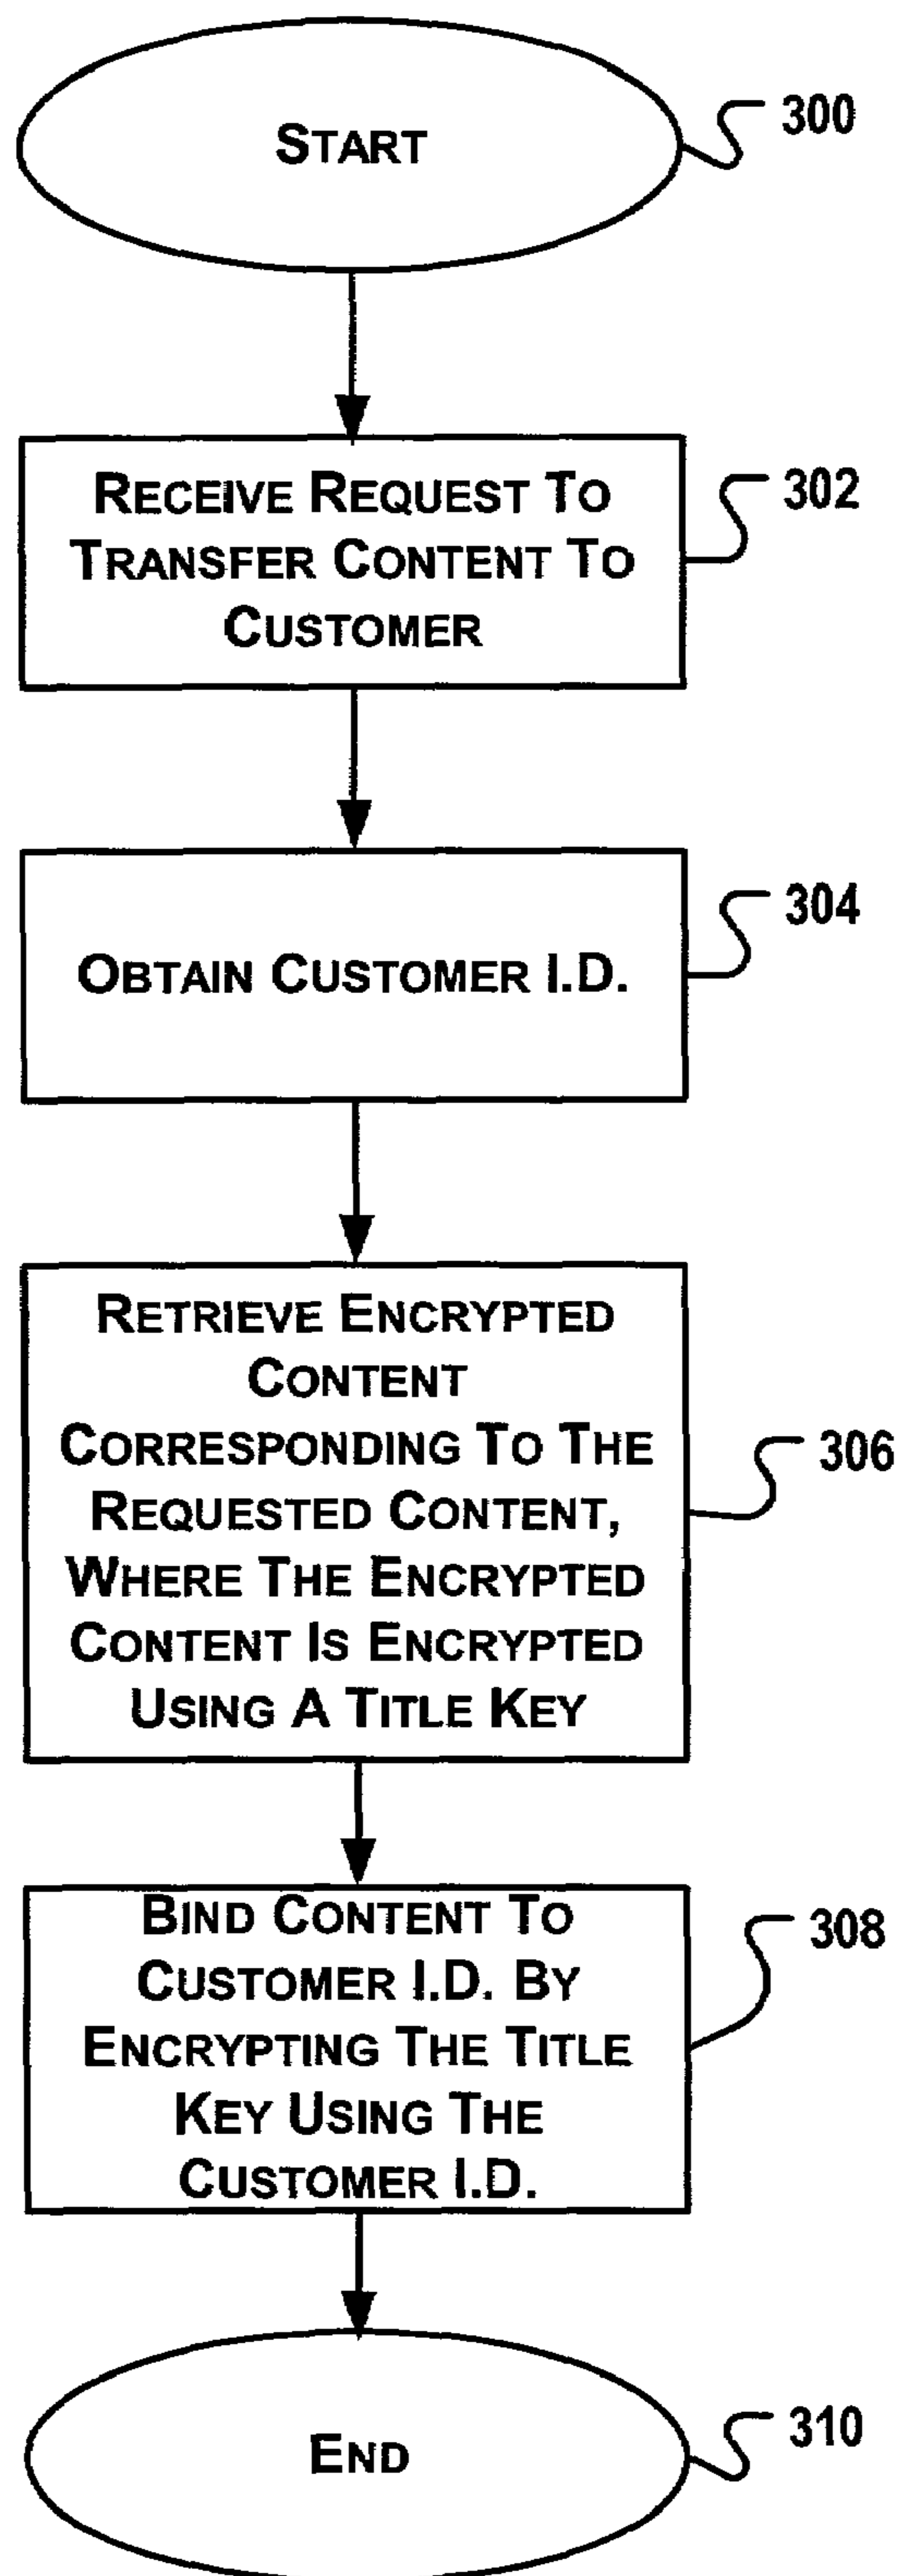 START
300
RECEIVE REQUEST TO
TRANSFER CONTENT TO
CUSTOMER
302
OBTAIN CUSTOMER I.D.
304
RETRIEVE ENCRYPTED
CONTENT
CORRESPONDING TO THE
REQUESTED CONTENT,
WHERE THE ENCRYPTED
CONTENT IS ENCRYPTED
USING A TITLE KEY
306
BIND CONTENT TO
CUSTOMER I.D. BY
ENCRYPTING THE TITLE
KEY USING THE
CUSTOMER I.D.
308
END
310